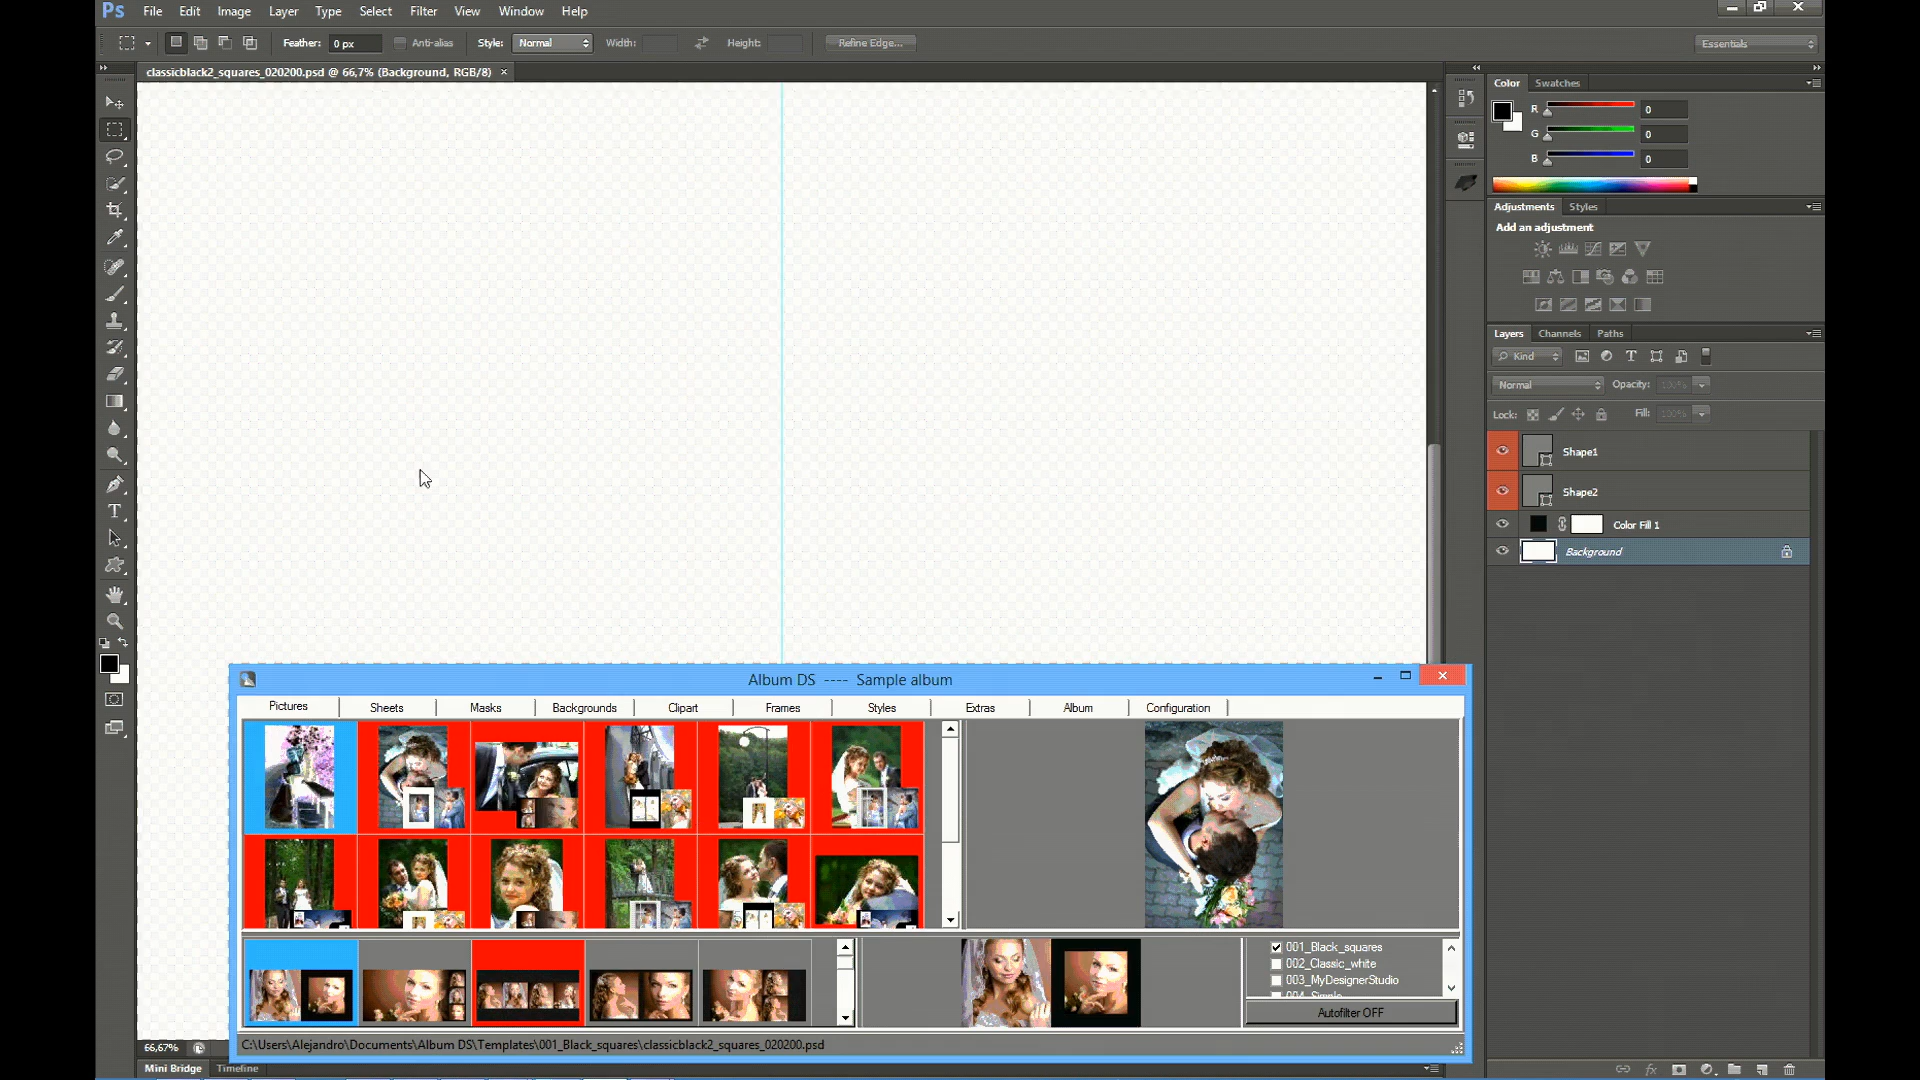 Ps File Edit Image Layer Type Select Filter View Window Help
Feather: 0 px Anti-alias Style: Normal Width: Height: Refine Edge... Essentials
classicblack2_squares_020200.psd @ 66,7% (Background, RGB/8) ×
Color Swatches
R 0
G 0
B 0
Adjustments Styles
Add an adjustment
Layers Channels Paths
Kind
Normal Opacity: 100%
Lock: Fill: 100%
Shape1
Shape2
Color Fill 1
Background
Album DS ---- Sample album
Pictures Sheets Masks Backgrounds Clipart Frames Styles Extras Album Configuration
001_Black_squares
002_Classic_white
003_MyDesignerStudio
004_Simple
Autofilter OFF
C:\Users\Alejandro\Documents\Album DS\Templates\001_Black_squares\classicblack2_squares_020200.psd
66,67%
Mini Bridge Timeline